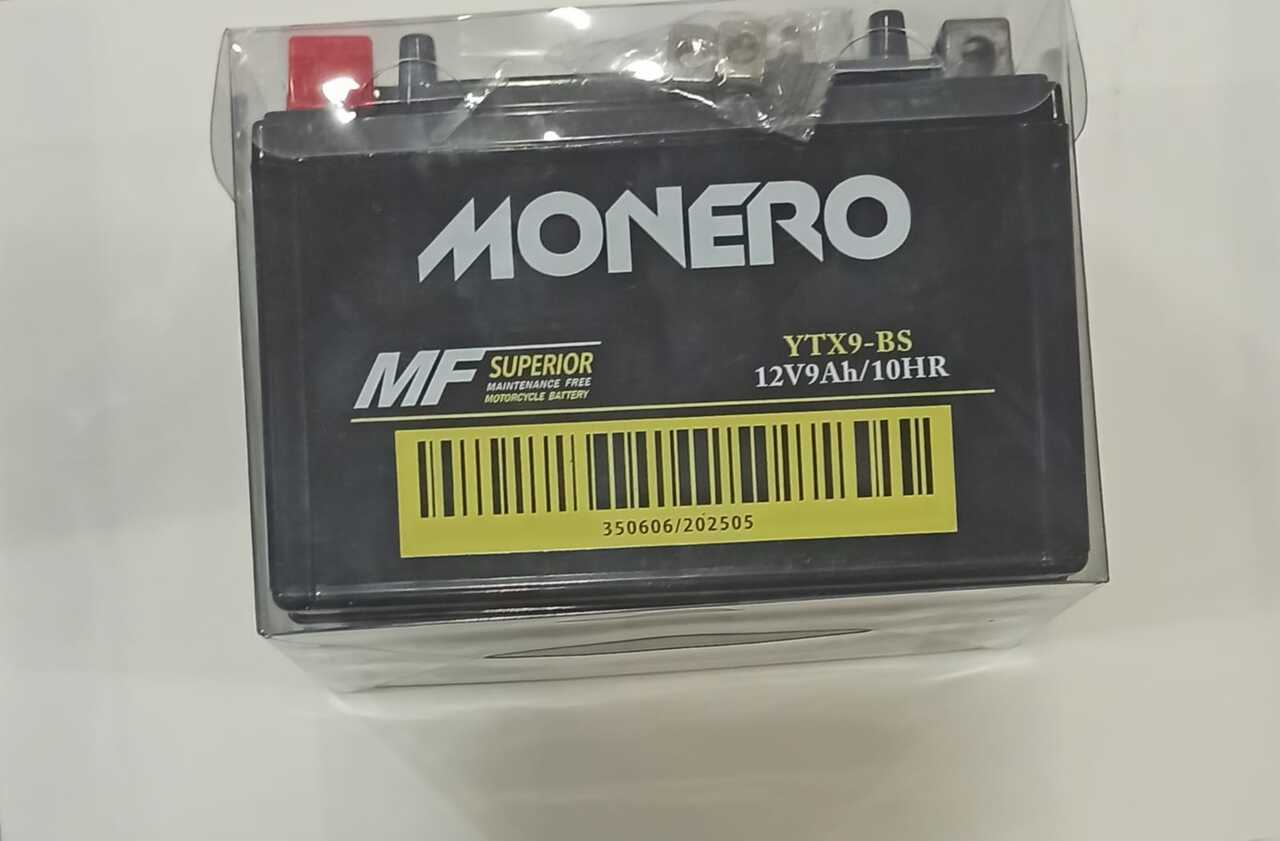 MONERO
MF SUPERIOR
MAINTENANCE FREE
MOTORCYCLE BATTERY
YTX9-BS
12V9Ah/10HR
350606/202505